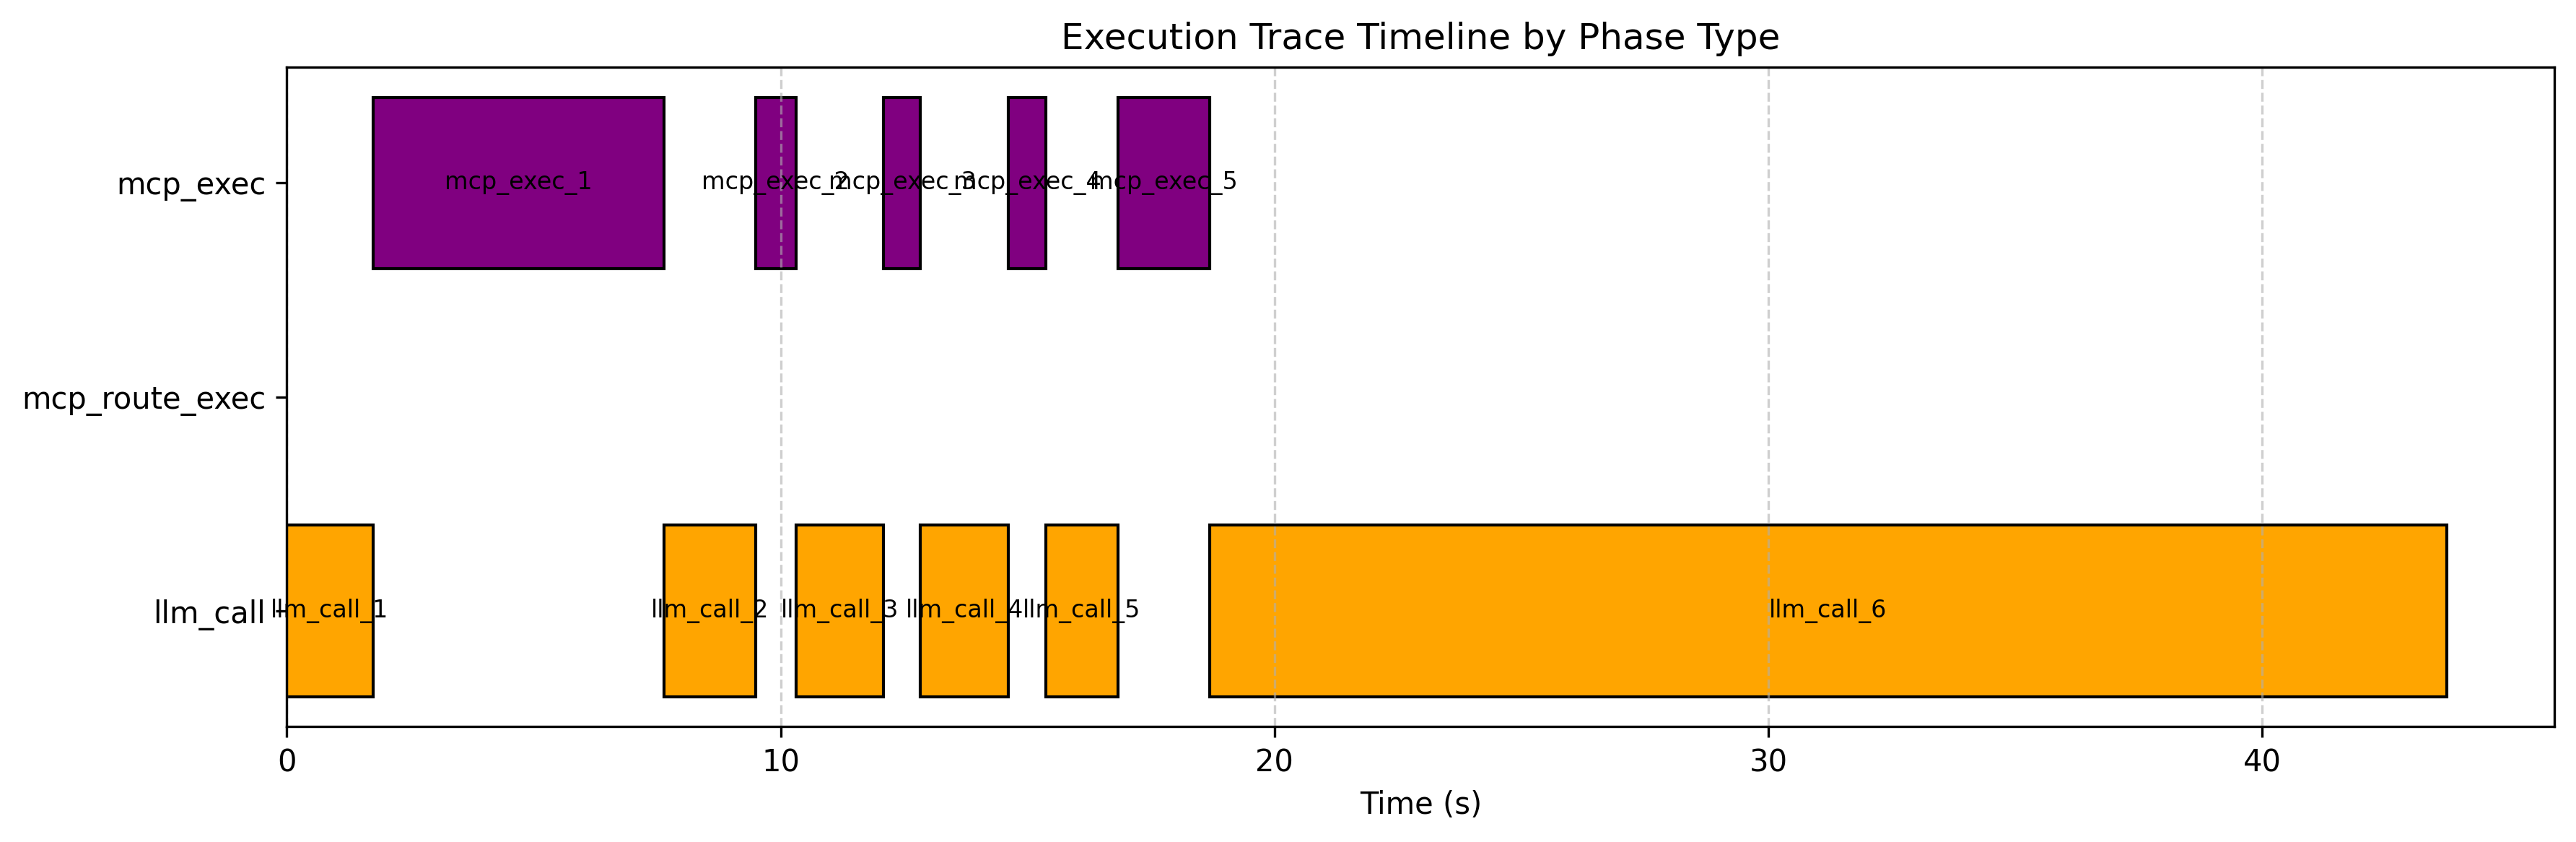 Execution Trace Timeline by Phase Type
mcp_exec
mcp_exec_1
mcp_exec_2
mcp_exec_3
mcp_exec_4
mcp_exec_5
mcp_route_exec
llm_call
llm_call_1
llm_call_2
llm_call_3
llm_call_4
llm_call_5
llm_call_6
0 10 20 30 40
Time (s)